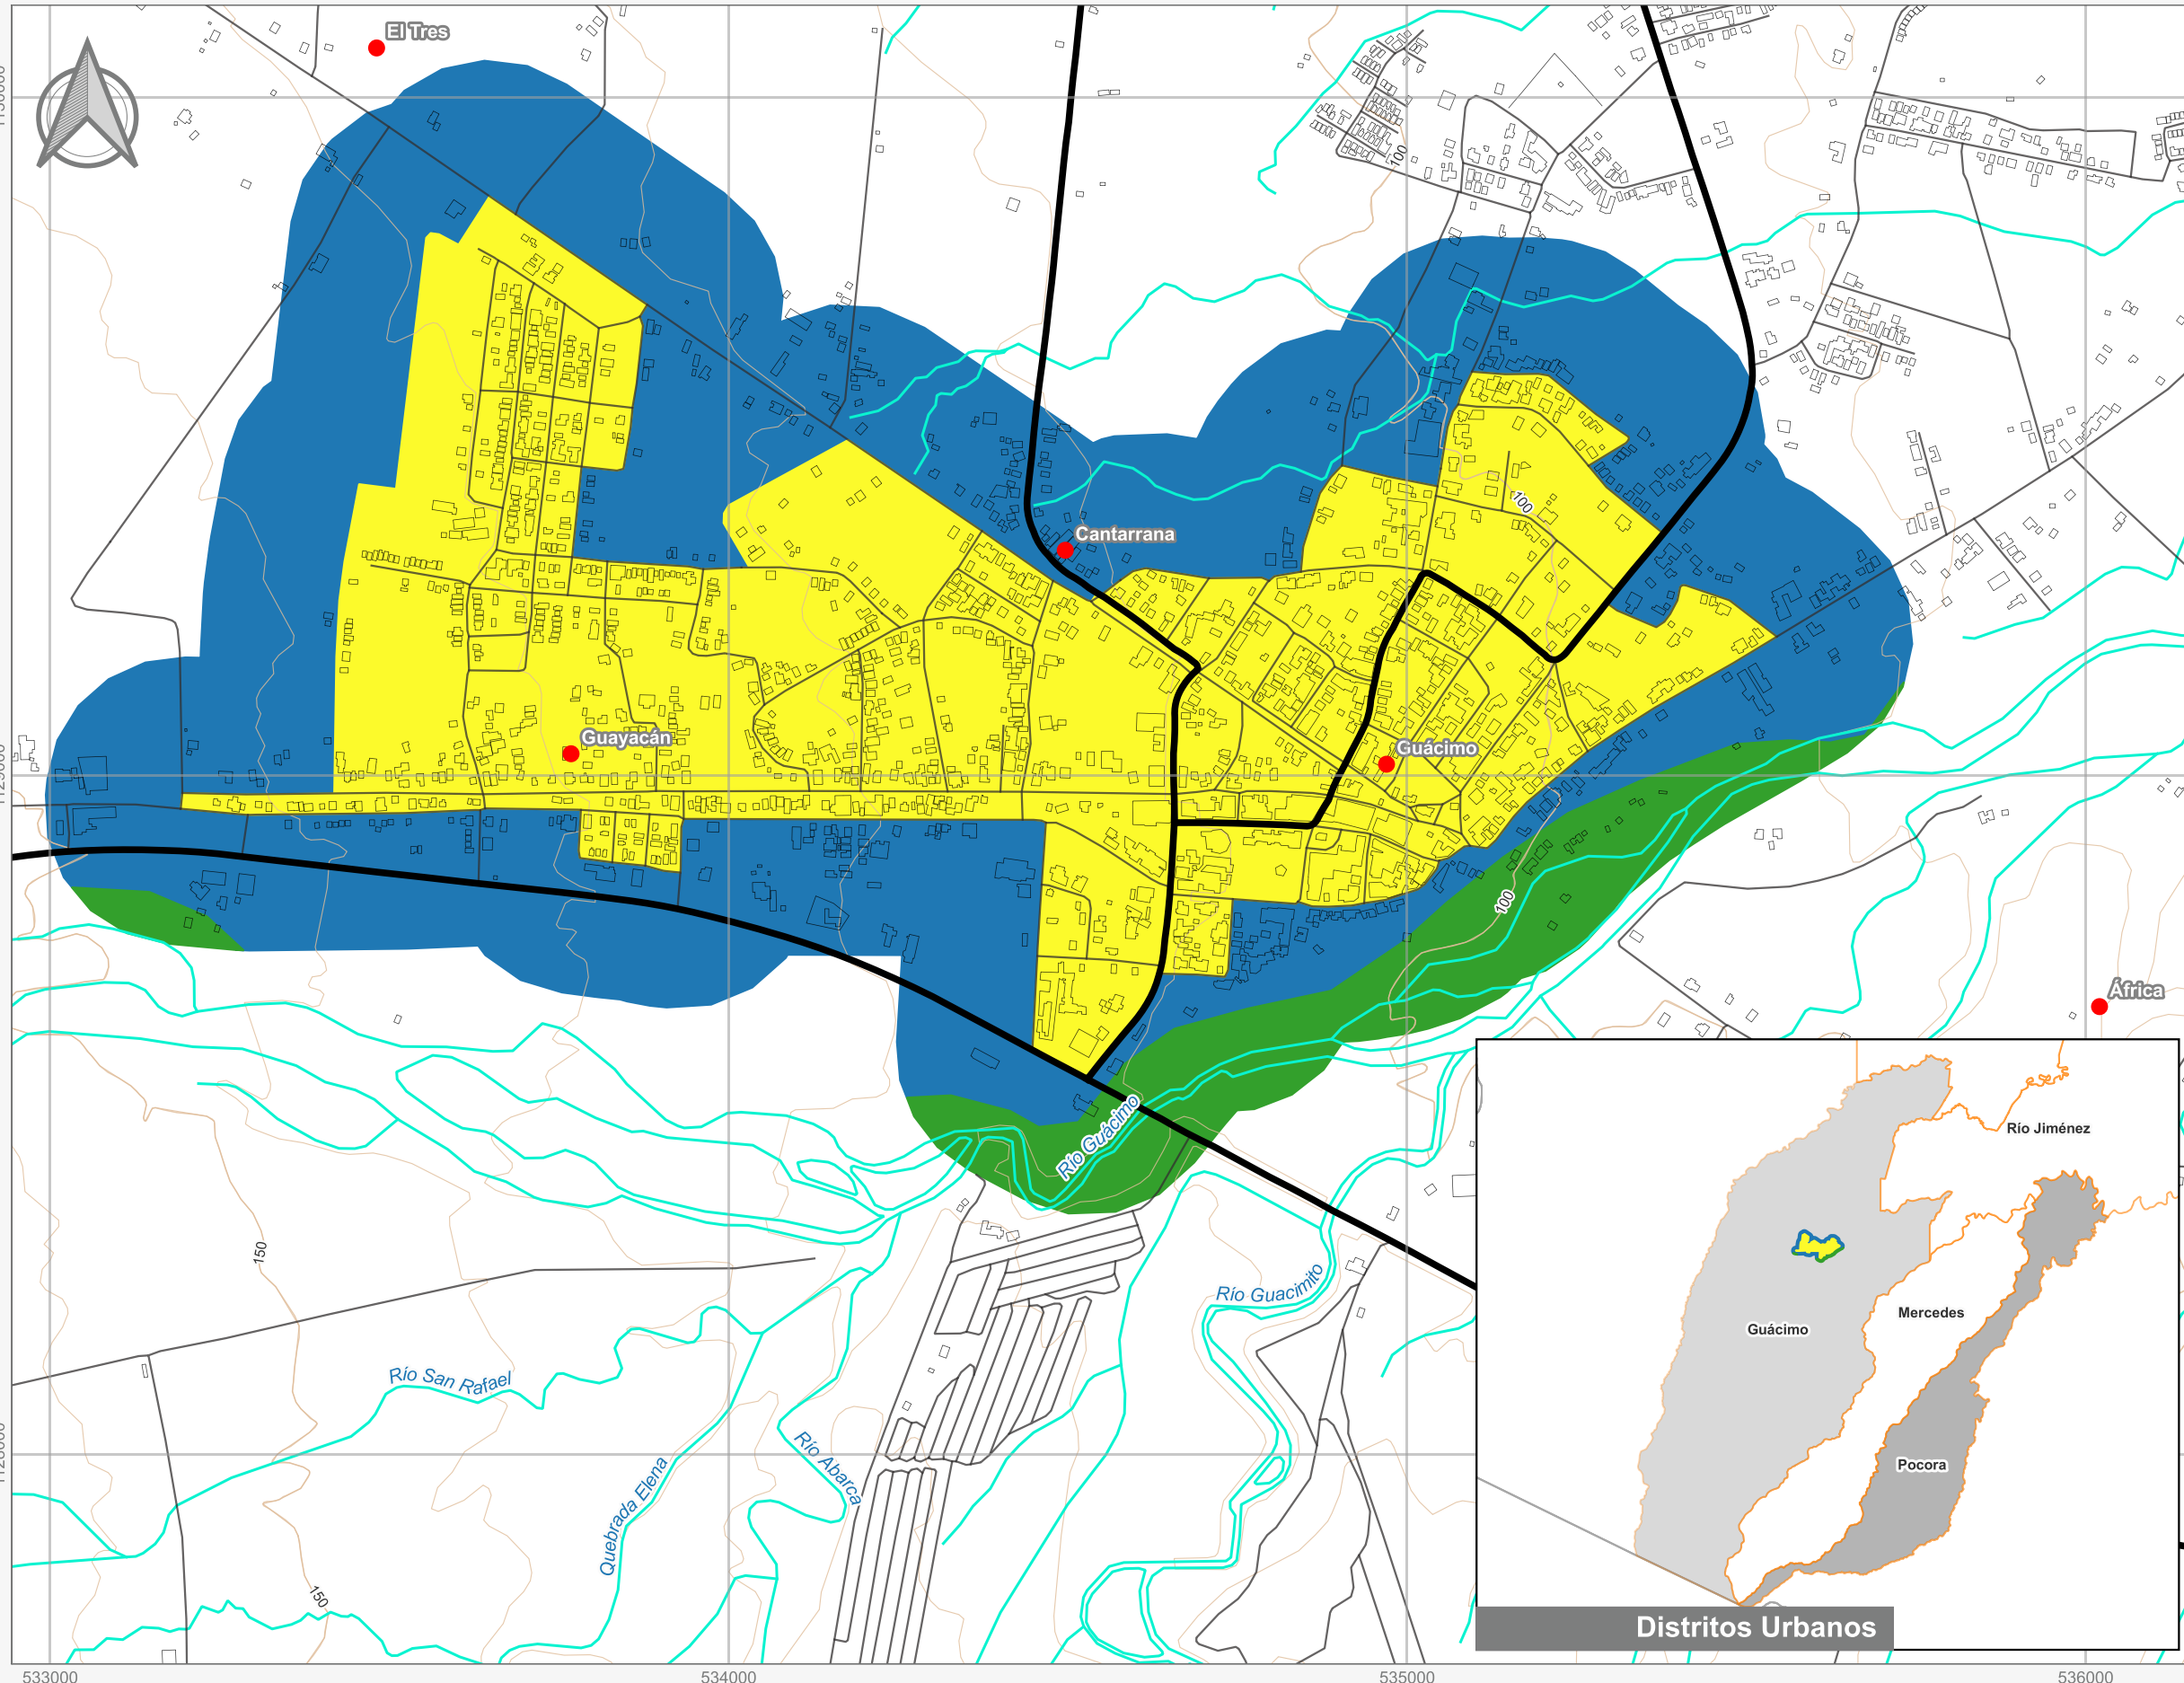 El Tres
100
100
Cantarrana
Guayacán
Guácimo
100
África
Río Guácimo
Río Jiménez
150
Río Guacimito
Mercedes
Guácimo
Río San Rafael
Río Abarca
Pocora
Quebrada Elena
150
Distritos Urbanos
533000
534000
535000
536000